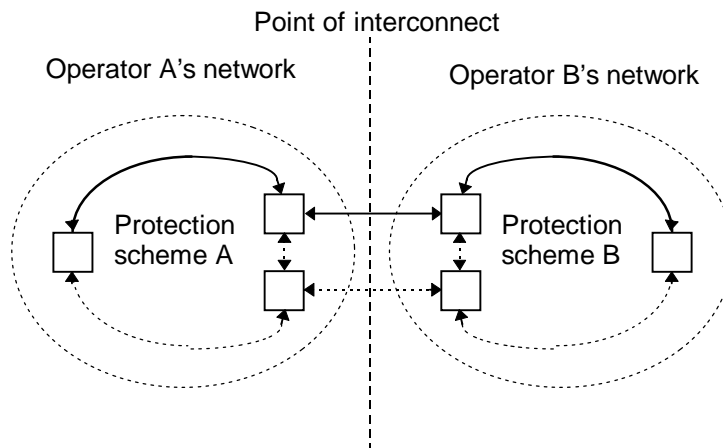 Point of interconnect
Operator A’s network
Operator B’s network
Protection
scheme A
Protection
scheme B